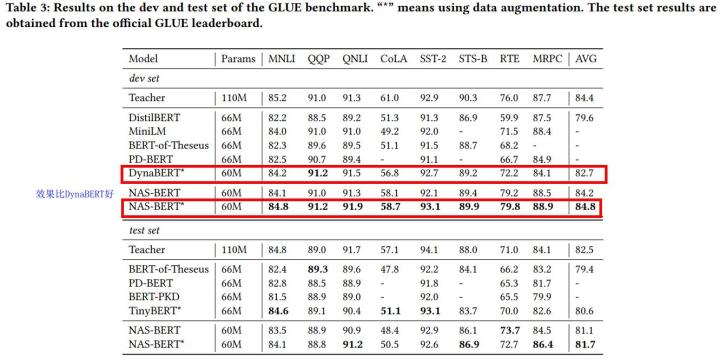 Table 3: Results on the dev and test set of the GLUE benchmark. “*” means using data augmentation. The test set results are
obtained from the official GLUE leaderboard.
Model Params MNLI QQP QNLI CoLA SST-2 STS-B RTE MRPC AVG
dev set
Teacher 110M 85.2 91.0 91.3 61.0 92.9 90.3 76.0 87.7 84.4
DistilBERT 66M 82.2 88.5 89.2 51.3 91.3 86.9 59.9 87.5 79.6
MiniLM 66M 84.0 91.0 91.0 49.2 92.0 - 71.5 88.4 -
BERT-of-Theseus 66M 82.3 89.6 89.5 51.1 91.5 88.7 68.2 - -
PD-BERT 66M 82.5 90.7 89.4 - 91.1 - 66.7 84.9 -
DynaBERT* 60M 84.2 91.2 91.5 56.8 92.7 89.2 72.2 84.1 82.7
效果比DynaBERT好
NAS-BERT 60M 84.1 91.0 91.3 58.1 92.1 89.4 79.2 88.5 84.2
NAS-BERT* 60M 84.8 91.2 91.9 58.7 93.1 89.9 79.8 88.9 84.8
test set
Teacher 110M 84.8 89.0 91.7 57.1 94.1 88.0 71.0 84.1 82.5
BERT-of-Theseus 66M 82.4 89.3 89.6 47.8 92.2 84.1 66.2 83.2 79.4
PD-BERT 66M 82.8 88.5 88.9 - 91.8 - 65.3 81.7 -
BERT-PKD 66M 81.5 88.9 89.0 - 92.0 - 65.5 79.9 -
TinyBERT* 66M 84.6 89.1 90.4 51.1 93.1 83.7 70.0 82.6 80.6
NAS-BERT 60M 83.5 88.9 90.9 48.4 92.9 86.1 73.7 84.5 81.1
NAS-BERT* 60M 84.1 88.8 91.2 50.5 92.6 86.9 72.7 86.4 81.7